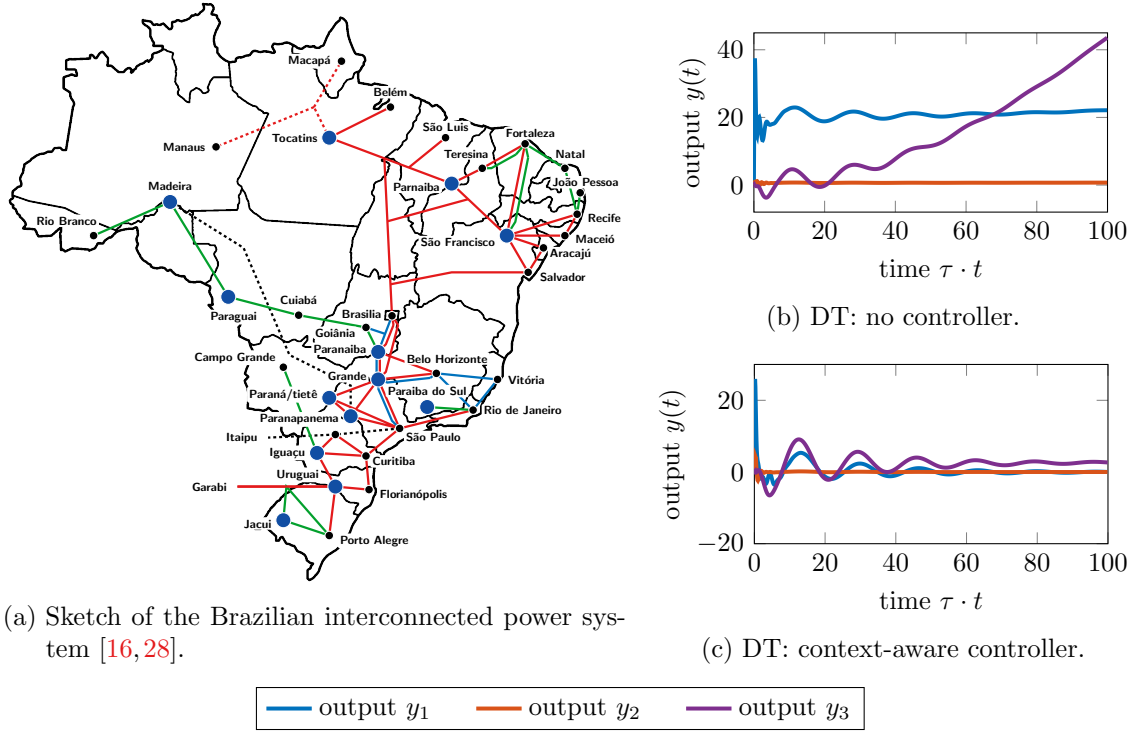 Macapá
Belém
Manaus
Tocatins
São Luis
Fortaleza
Teresina
Natal
Madeira
Parnaiba
João Pessoa
Rio Branco
Recife
São Francisco
Maceió
Aracajú
Salvador
Cuiabá
Paraguai
Brasilia
Goiânia
Campo Grande
Paranaiba
Belo Horizonte
Grande
Vitória
Paraná/tietê
Paraiba do Sul
Paranapanema
Rio de Janeiro
Itaipu
São Paulo
Iguaçu
Curitiba
Uruguai
Garabi
Florianópolis
Jaçui
Porto Alegre
(a) Sketch of the Brazilian interconnected power sys-
tem [16,28].
output y(t)
40
20
0
0 20 40 60 80 100
time τ · t
(b) DT: no controller.
output y(t)
20
0
−20
0 20 40 60 80 100
time τ · t
(c) DT: context-aware controller.
output y1 output y2 output y3